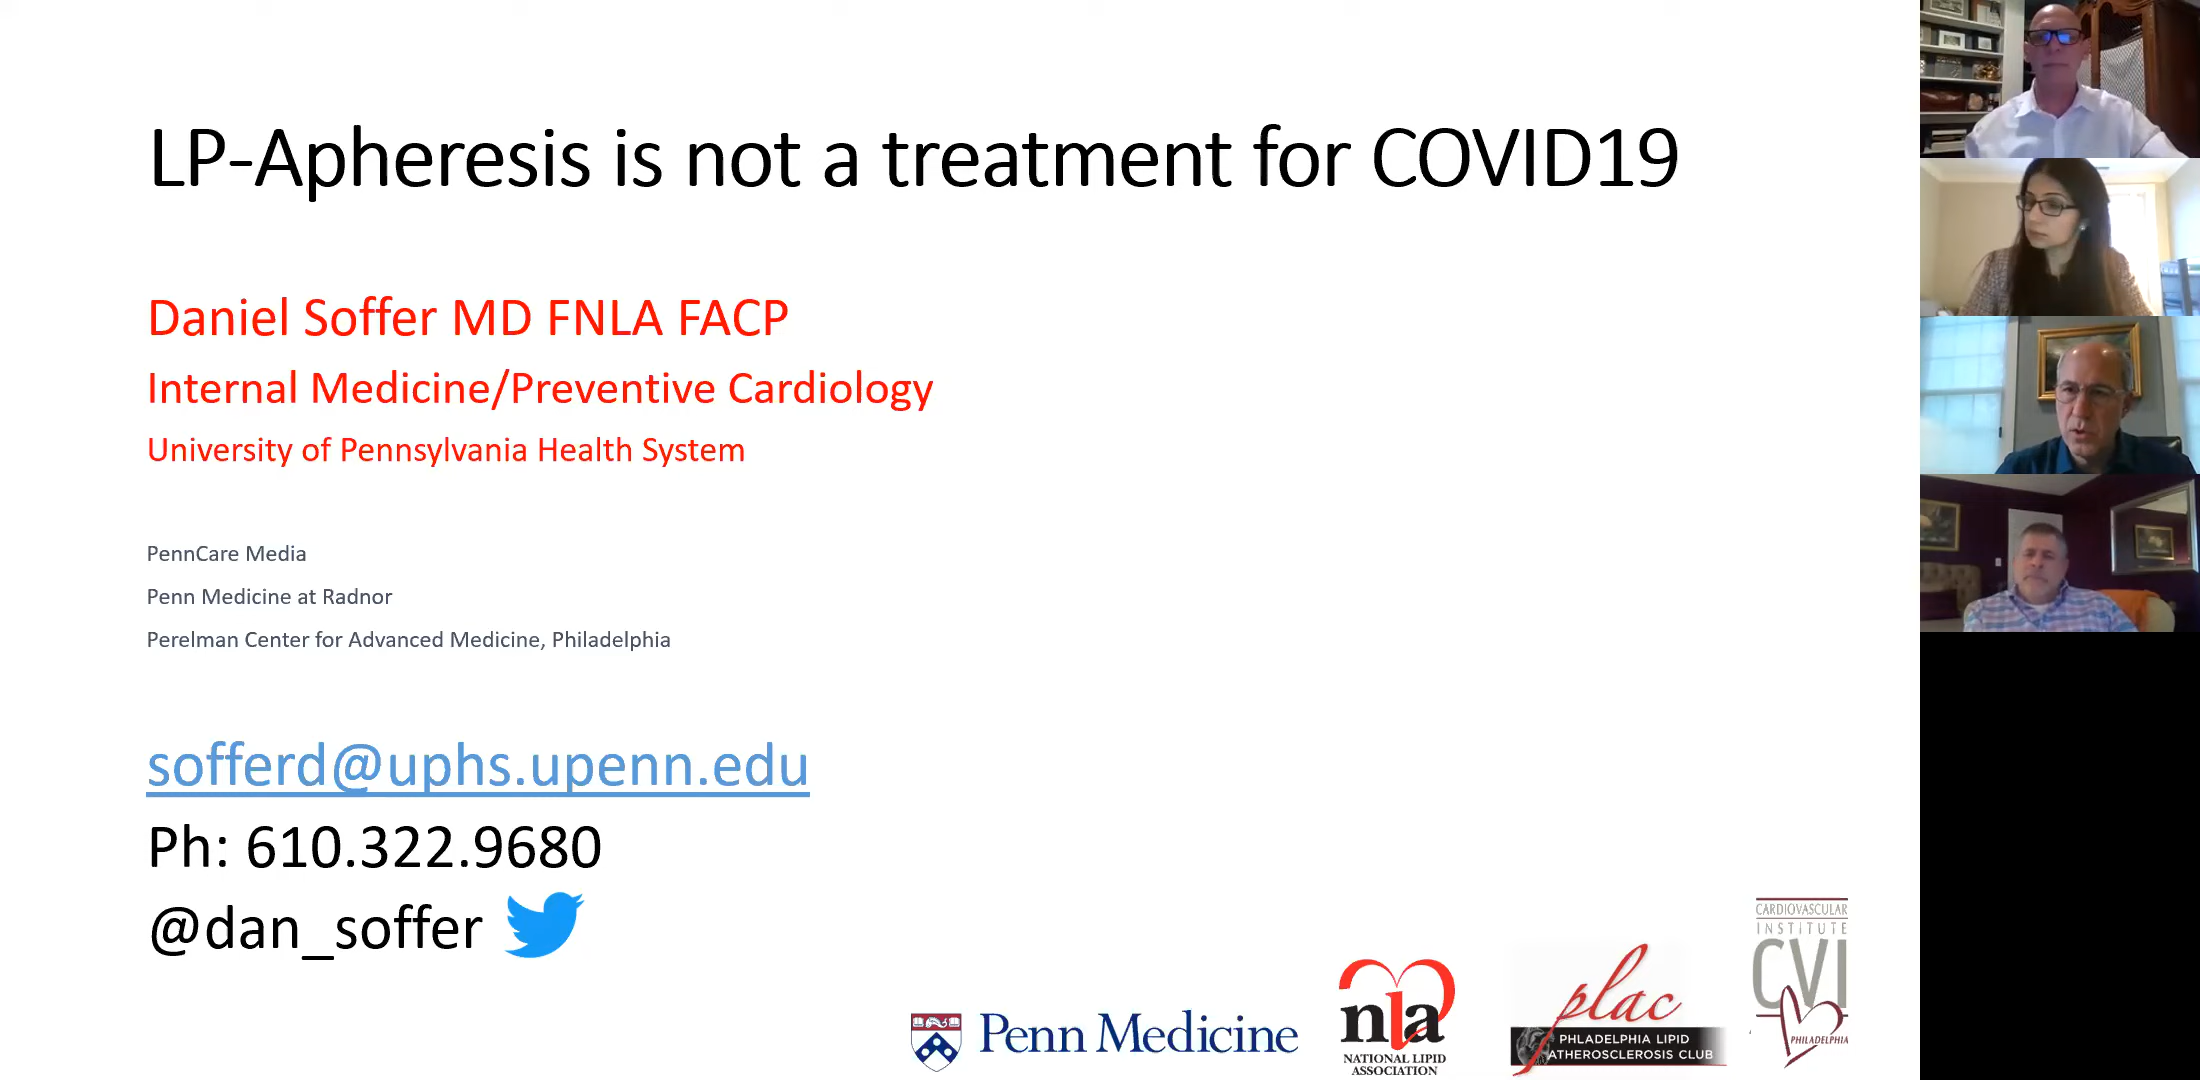 LP-Apheresis is not a treatment for COVID19
Daniel Soffer MD FNLA FACP
Internal Medicine/Preventive Cardiology
University of Pennsylvania Health System
PennCare Media
Penn Medicine at Radnor
Perelman Center for Advanced Medicine, Philadelphia
sofferd@uphs.upenn.edu
Ph: 610.322.9680
@dan_soffer
Penn Medicine
nla
NATIONAL LIPID
ASSOCIATION
plac
PHLADELPHIA LIPID
ATHEROSCLEROSIS CLUB
CARDIOVASCULAR
INSTITUTE
CVI
PHILADELPHIA